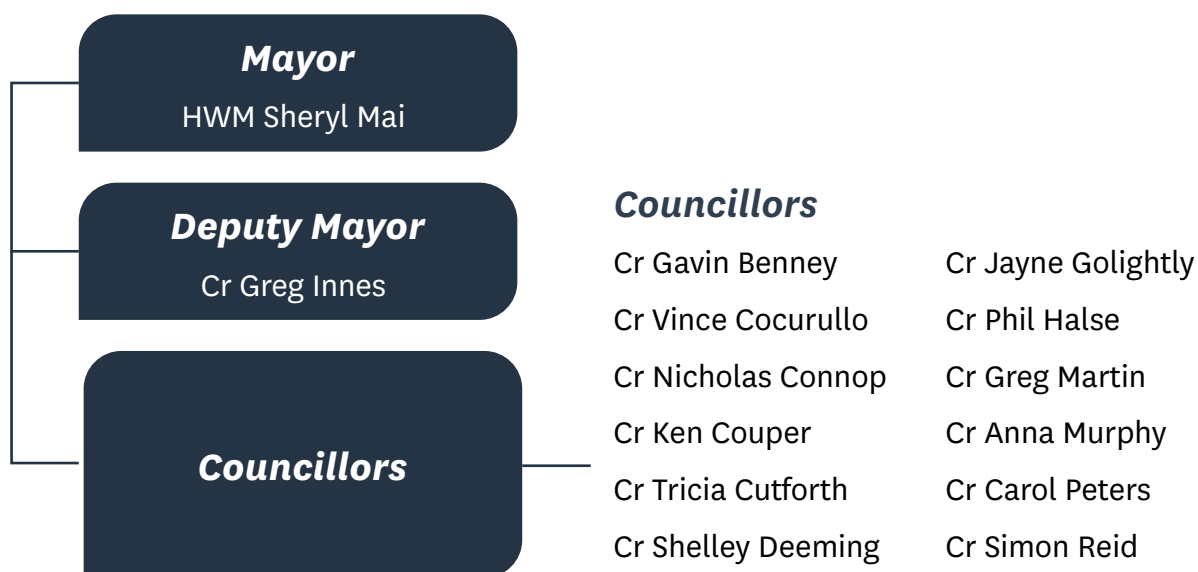 Mayor
HWM Sheryl Mai
Deputy Mayor
Cr Greg Innes
Councillors
Councillors
Cr Gavin Benney
Cr Vince Cocurullo
Cr Nicholas Connop
Cr Ken Couper
Cr Tricia Cutforth
Cr Shelley Deeming
Cr Jayne Golightly
Cr Phil Halse
Cr Greg Martin
Cr Anna Murphy
Cr Carol Peters
Cr Simon Reid